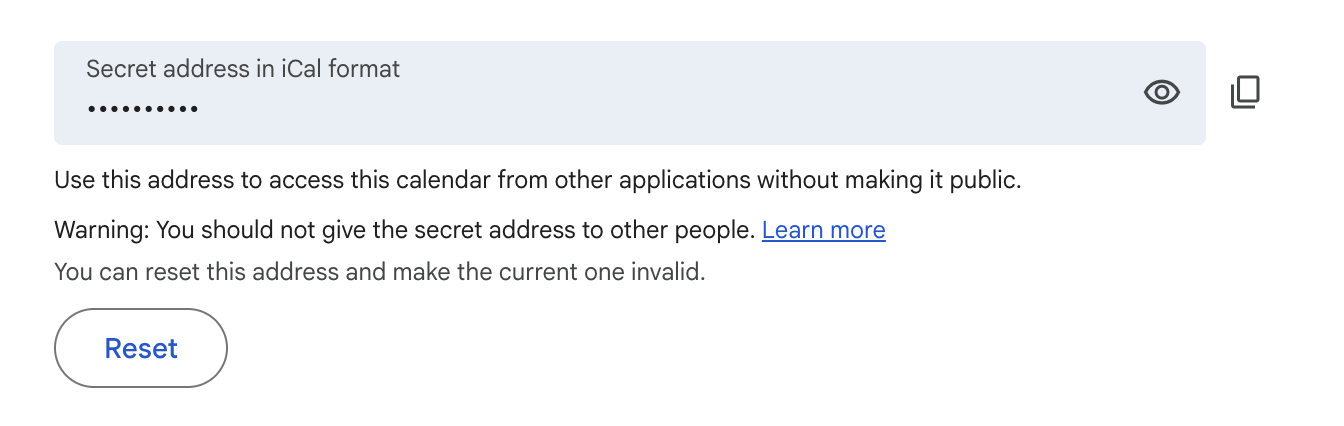 Secret address in iCal format
••••••••••
Use this address to access this calendar from other applications without making it public.
Warning: You should not give the secret address to other people. Learn more
You can reset this address and make the current one invalid.
Reset